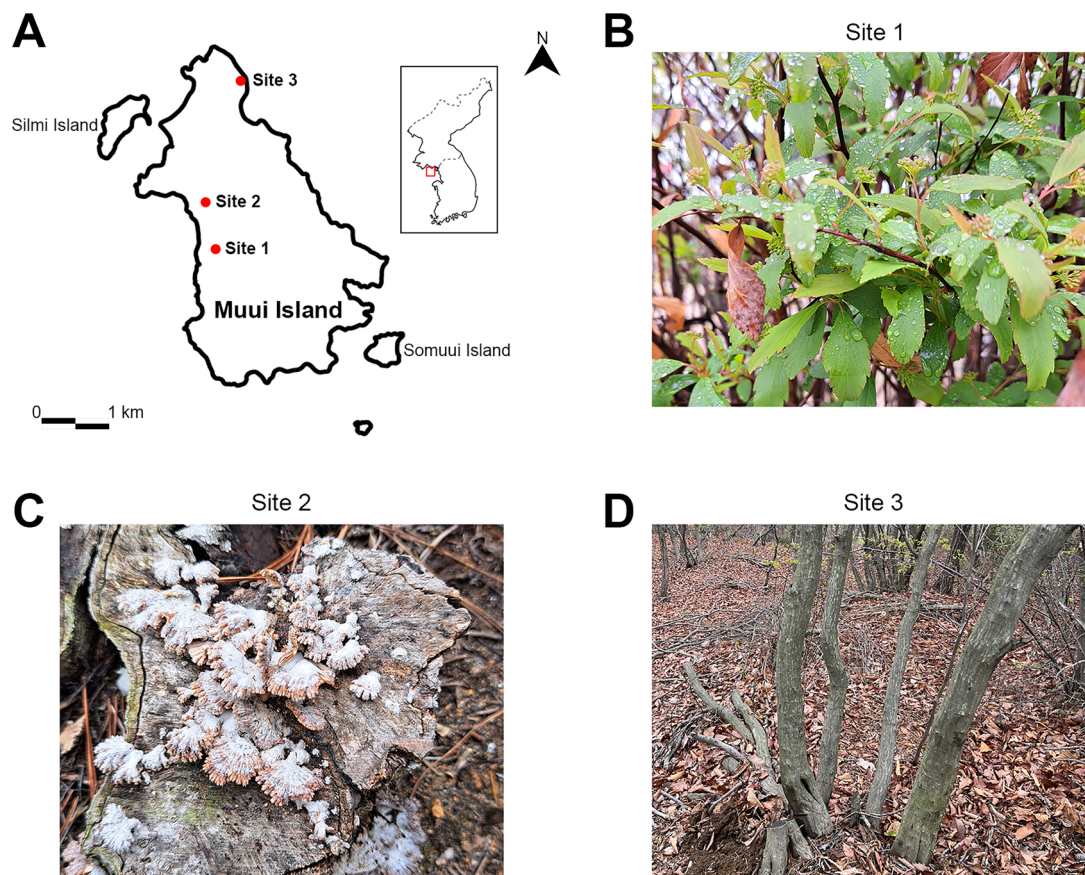 A
N
Site 3
Silmi Island
Site 2
Site 1
Muui Island
Somuui Island
0 1 km
B
Site 1
C
Site 2
D
Site 3